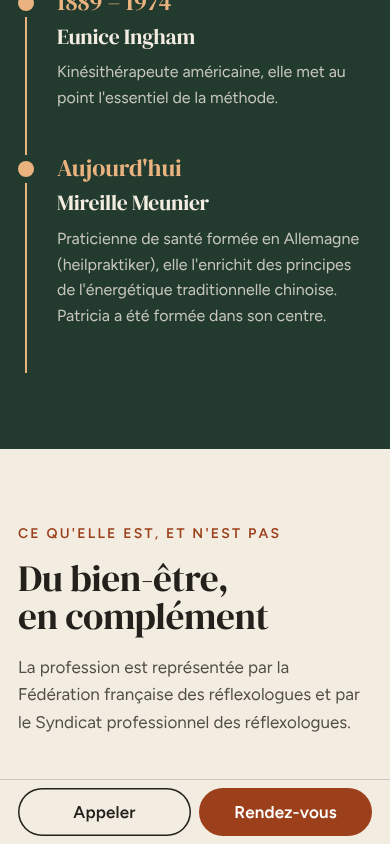 1889 – 1974
Eunice Ingham
Kinésithérapeute américaine, elle met au
point l'essentiel de la méthode.
Aujourd'hui
Mireille Meunier
Praticienne de santé formée en Allemagne
(heilpraktiker), elle l'enrichit des principes
de l'énergétique traditionnelle chinoise.
Patricia a été formée dans son centre.
CE QU'ELLE EST, ET N'EST PAS
Du bien-être,
en complément
La profession est représentée par la
Fédération française des réflexologues et par
le Syndicat professionnel des réflexologues.
Appeler
Rendez-vous